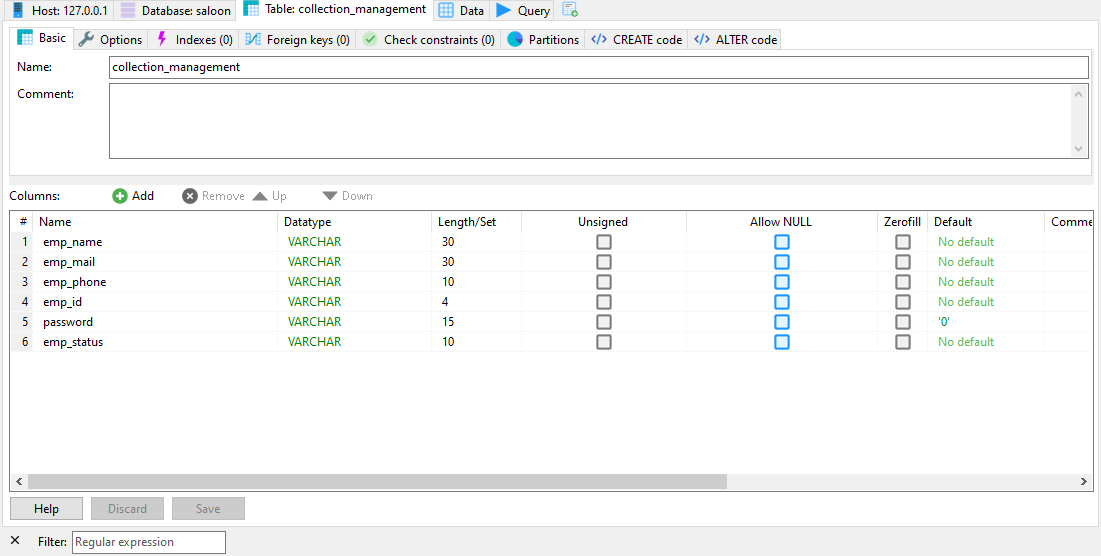 Host: 127.0.0.1 Database: saloon Table: collection_management Data Query
Basic Options Indexes (0) Foreign keys (0) Check constraints (0) Partitions CREATE code ALTER code
Name: collection_management
Comment:
Columns: Add Remove Up Down
# Name Datatype Length/Set Unsigned Allow NULL Zerofill Default Comme
1 emp_name VARCHAR 30 No default
2 emp_mail VARCHAR 30 No default
3 emp_phone VARCHAR 10 No default
4 emp_id VARCHAR 4 No default
5 password VARCHAR 15 '0'
6 emp_status VARCHAR 10 No default
Help Discard Save
Filter: Regular expression